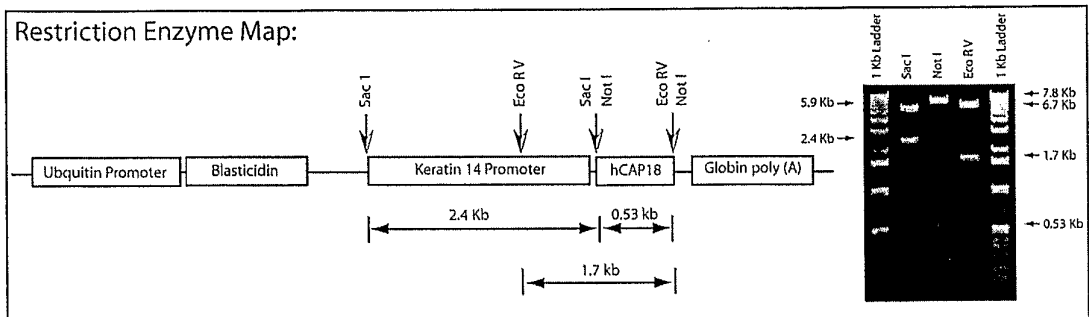 Restriction Enzyme Map:
Sac I
Eco R V
Sac I
Not I
Eco R V
Not I
Ubquitin Promoter
Blasticidin
Keratin 14 Promoter
hCAP18
Globin poly (A)
2.4 Kb
0.53 kb
1.7 kb
1 Kb Ladder
Sac I
Not I
Eco RV
1 Kb Ladder
5.9 Kb
2.4 Kb
7.8 Kb
6.7 Kb
1.7 Kb
0.53 Kb